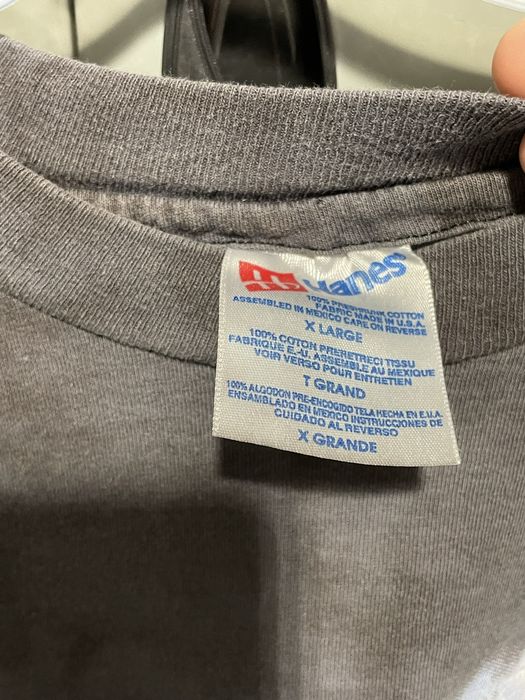 Hanes
100% PRESHRUNK COTTON
FABRIC MADE IN U.S.A.
ASSEMBLED IN MEXICO CARE ON REVERSE
X LARGE
100% COTON PRERETRECI TISSU
FABRIQUE E.-U. ASSEMBLE AU MEXIQUE
VOIR VERSO POUR ENTRETIEN
T GRAND
100% ALGODON PRE-ENCOGIDO TELA HECHA EN E.U.A.
ENSAMBLADO EN MEXICO INSTRUCCIONES DE
CUIDADO AL REVERSO
X GRANDE